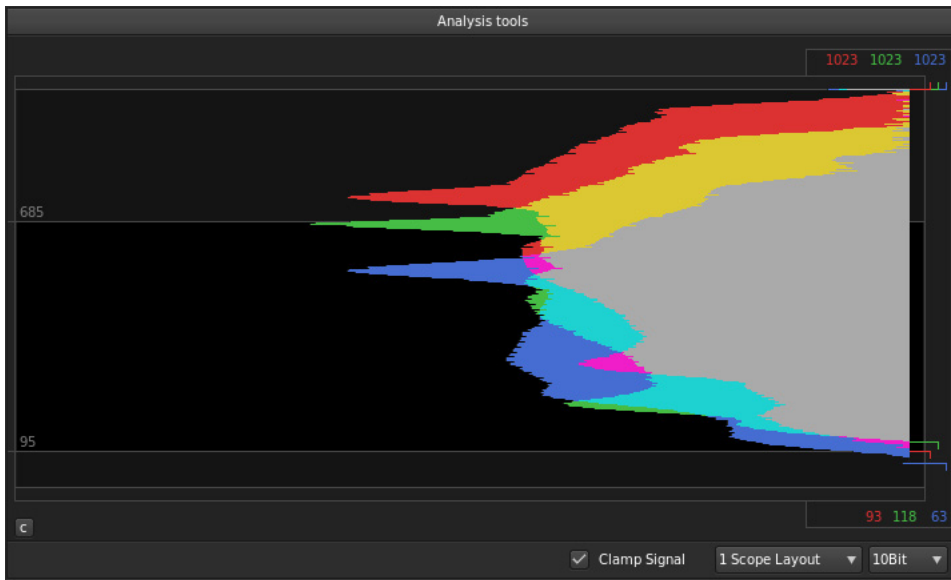 Analysis tools
1023 1023 1023
685
95
93 118 63
c
Clamp Signal 1 Scope Layout 10Bit